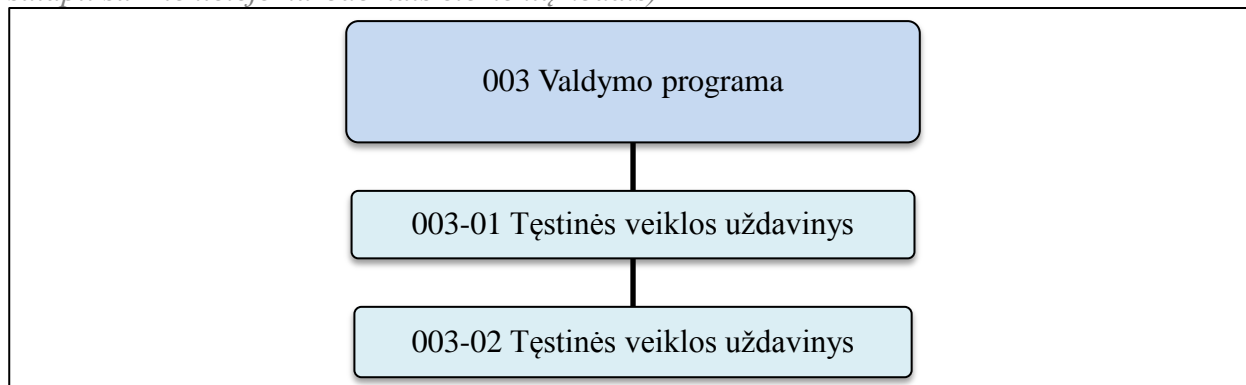 003 Valdymo programa
003-01 Tęstinės veiklos uždavinys
003-02 Tęstinės veiklos uždavinys